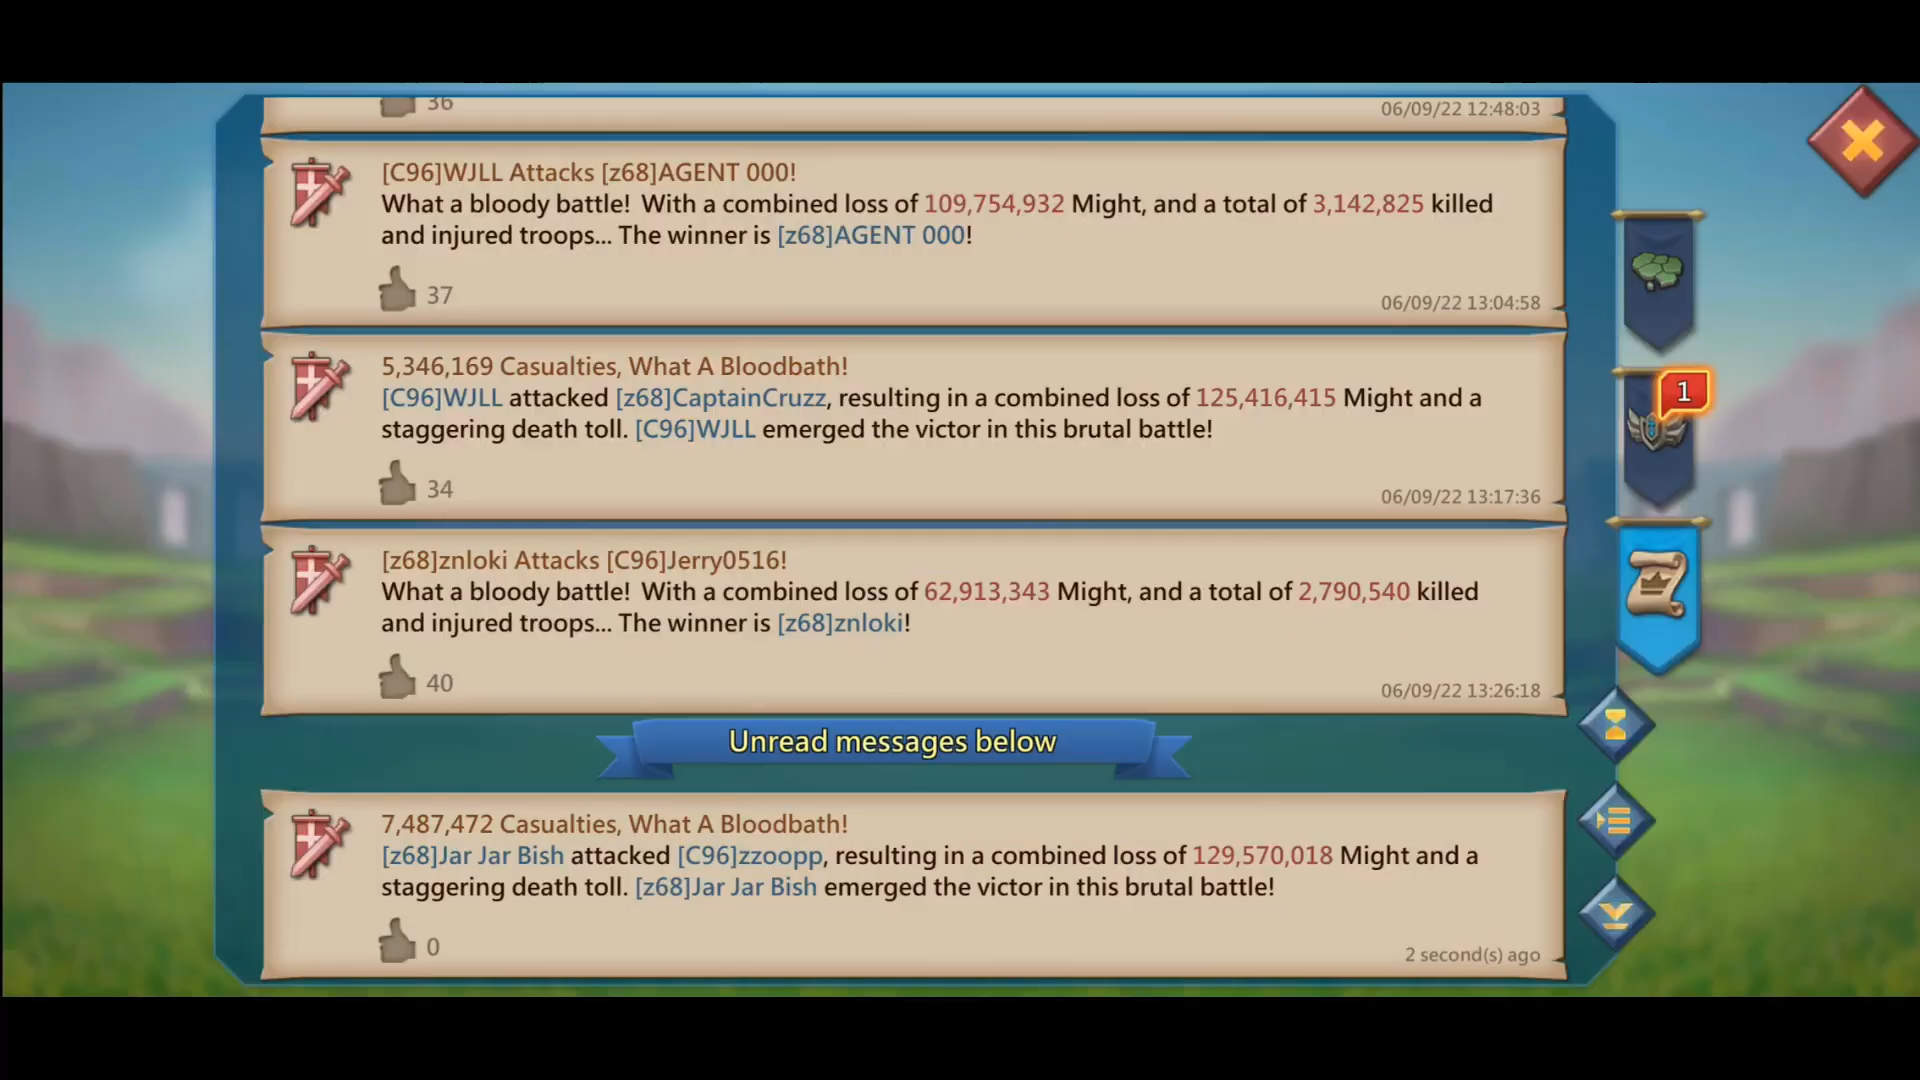 36
06/09/22 12:48:03
[C96]WJLL Attacks [z68]AGENT 000!
What a bloody battle! With a combined loss of 109,754,932 Might, and a total of 3,142,825 killed
and injured troops... The winner is [z68]AGENT 000!
37
06/09/22 13:04:58
5,346,169 Casualties, What A Bloodbath!
[C96]WJLL attacked [z68]CaptainCruzz, resulting in a combined loss of 125,416,415 Might and a
staggering death toll. [C96]WJLL emerged the victor in this brutal battle!
34
06/09/22 13:17:36
1
[z68]znloki Attacks [C96]Jerry0516!
What a bloody battle! With a combined loss of 62,913,343 Might, and a total of 2,790,540 killed
and injured troops... The winner is [z68]znloki!
40
06/09/22 13:26:18
Unread messages below
7,487,472 Casualties, What A Bloodbath!
[z68]Jar Jar Bish attacked [C96]zzoopp, resulting in a combined loss of 129,570,018 Might and a
staggering death toll. [z68]Jar Jar Bish emerged the victor in this brutal battle!
0
2 second(s) ago